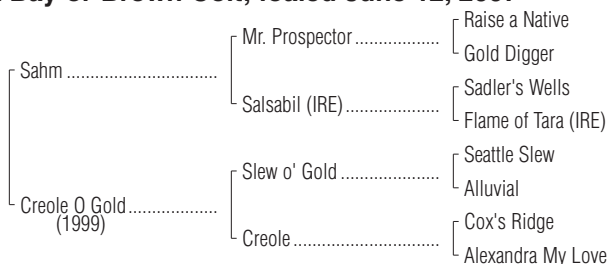 Raise a Native
Mr. Prospector ..................
Gold Digger
Sahm ................................
Sadler's Wells
Salsabil (IRE) ....................
Flame of Tara (IRE)
Seattle Slew
Slew o' Gold .....................
Alluvial
Creole O Gold ...................
(1999)
Cox's Ridge
Creole ...............................
Alexandra My Love